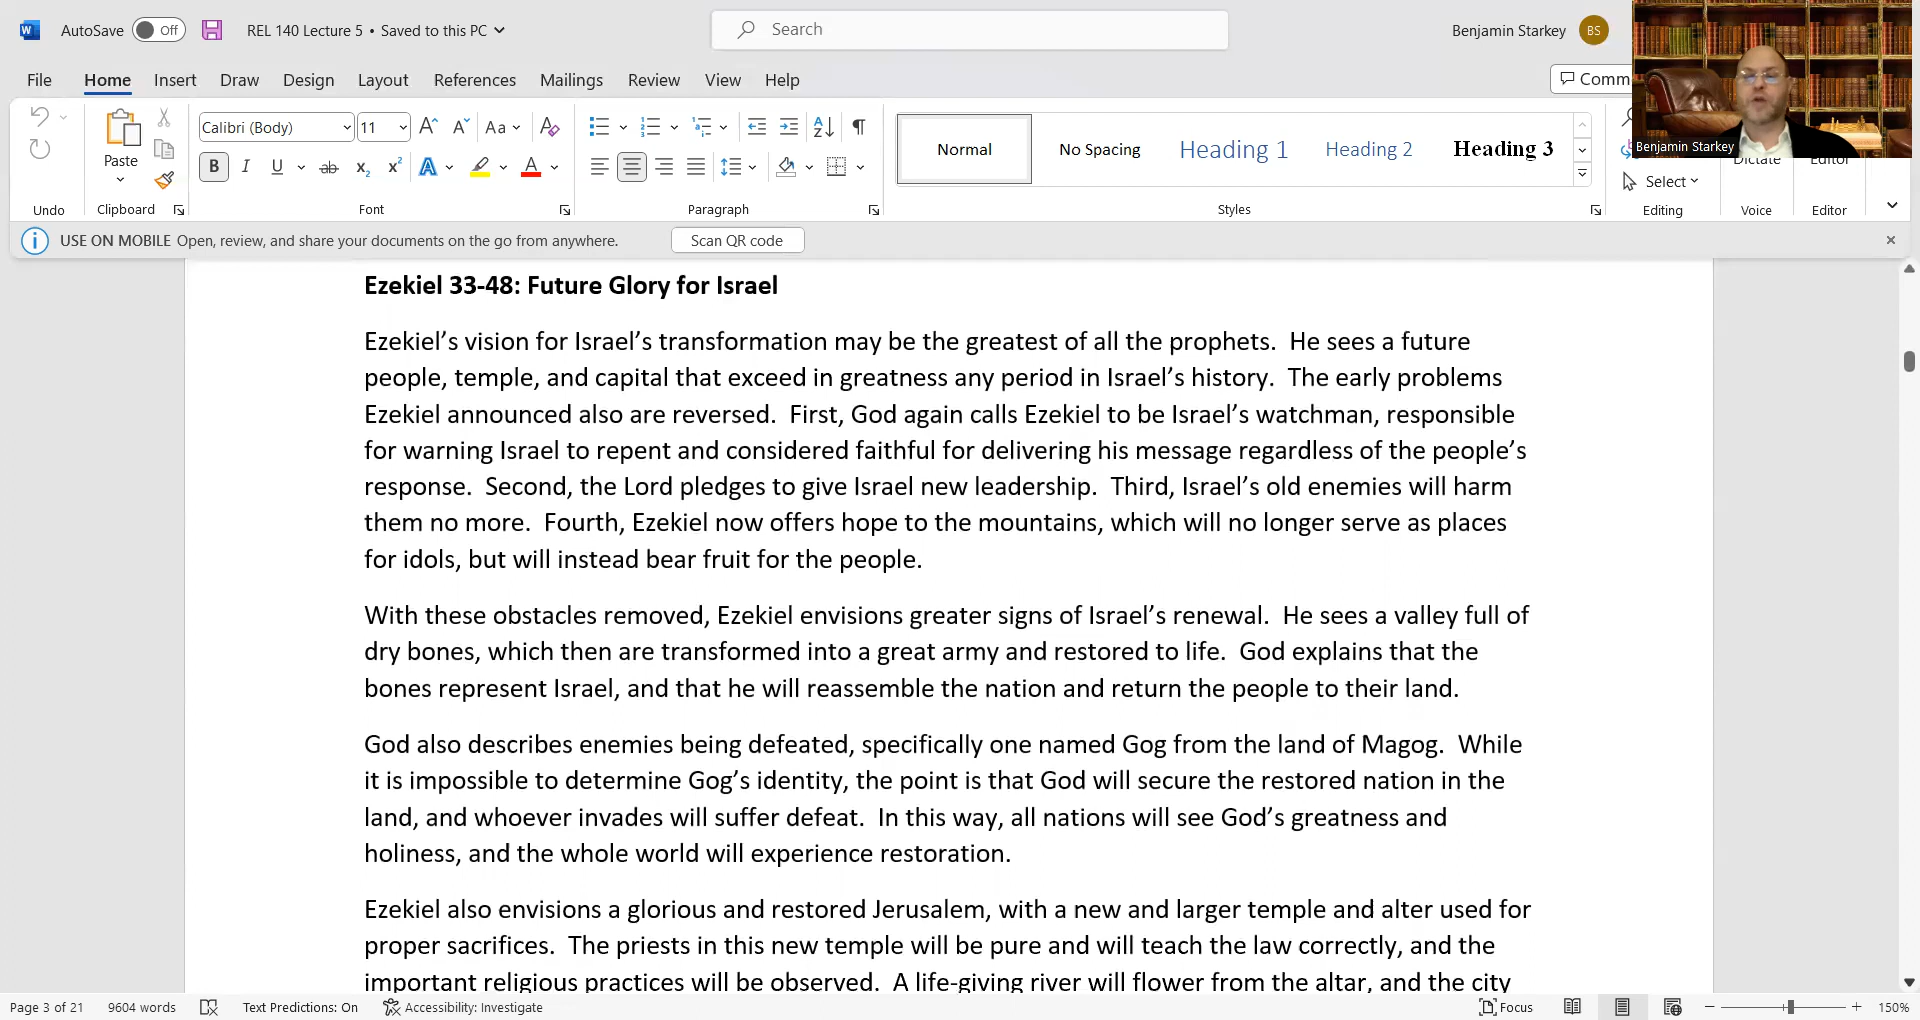 AutoSave Off REL 140 Lecture 5 • Saved to this PC Search Benjamin Starkey BS
File Home Insert Draw Design Layout References Mailings Review View Help Comm
Calibri (Body) 11 Aa
Paste
B I U ab x2 x2 A A
Normal No Spacing Heading 1 Heading 2 Heading 3
Benjamin Starkey
Dictate Editor
Select
Undo Clipboard Font Paragraph Styles Editing Voice Editor
USE ON MOBILE Open, review, and share your documents on the go from anywhere. Scan QR code
Ezekiel 33-48: Future Glory for Israel
Ezekiel’s vision for Israel’s transformation may be the greatest of all the prophets. He sees a future
people, temple, and capital that exceed in greatness any period in Israel’s history. The early problems
Ezekiel announced also are reversed. First, God again calls Ezekiel to be Israel’s watchman, responsible
for warning Israel to repent and considered faithful for delivering his message regardless of the people’s
response. Second, the Lord pledges to give Israel new leadership. Third, Israel’s old enemies will harm
them no more. Fourth, Ezekiel now offers hope to the mountains, which will no longer serve as places
for idols, but will instead bear fruit for the people.
With these obstacles removed, Ezekiel envisions greater signs of Israel’s renewal. He sees a valley full of
dry bones, which then are transformed into a great army and restored to life. God explains that the
bones represent Israel, and that he will reassemble the nation and return the people to their land.
God also describes enemies being defeated, specifically one named Gog from the land of Magog. While
it is impossible to determine Gog’s identity, the point is that God will secure the restored nation in the
land, and whoever invades will suffer defeat. In this way, all nations will see God’s greatness and
holiness, and the whole world will experience restoration.
Ezekiel also envisions a glorious and restored Jerusalem, with a new and larger temple and alter used for
proper sacrifices. The priests in this new temple will be pure and will teach the law correctly, and the
important religious practices will be observed. A life-giving river will flower from the altar, and the city
Page 3 of 21 9604 words Text Predictions: On Accessibility: Investigate Focus 150%